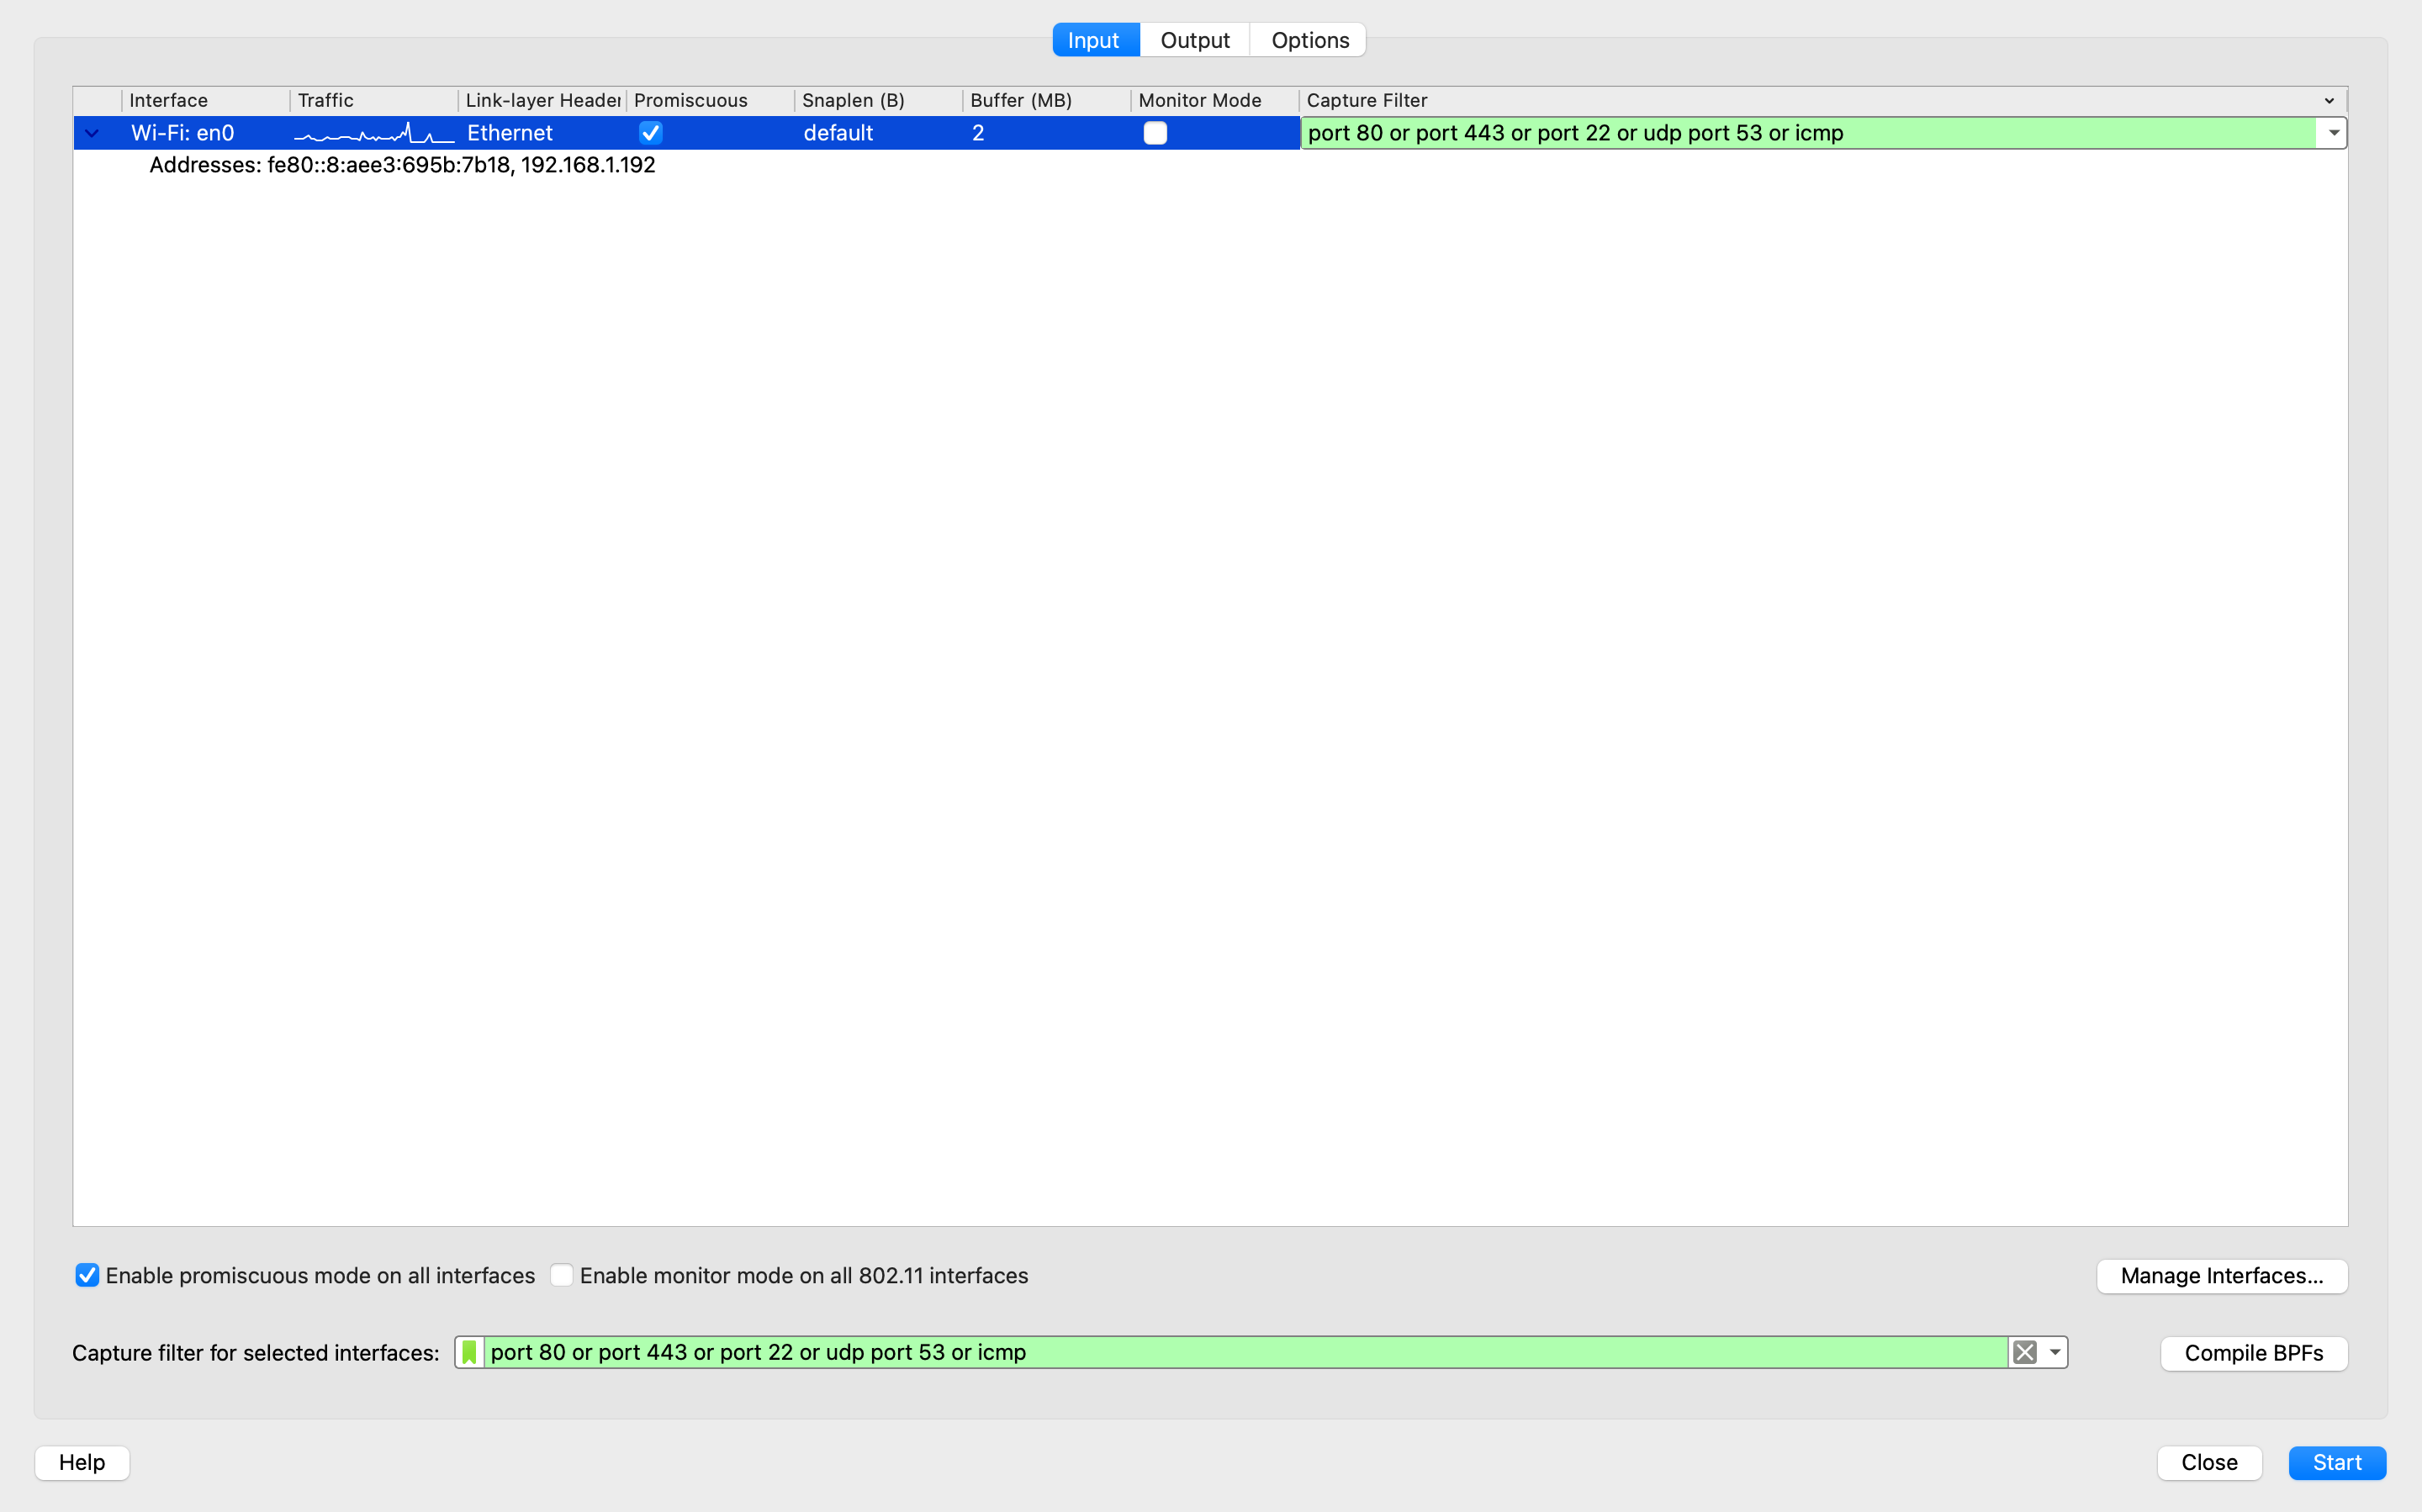 Input Output Options
Interface Traffic Link-layer Header Promiscuous Snaplen (B) Buffer (MB) Monitor Mode Capture Filter
Wi-Fi: en0 Ethernet default 2 port 80 or port 443 or port 22 or udp port 53 or icmp
Addresses: fe80::8:aee3:695b:7b18, 192.168.1.192
Enable promiscuous mode on all interfaces Enable monitor mode on all 802.11 interfaces Manage Interfaces...
Capture filter for selected interfaces: port 80 or port 443 or port 22 or udp port 53 or icmp Compile BPFs
Help Close Start